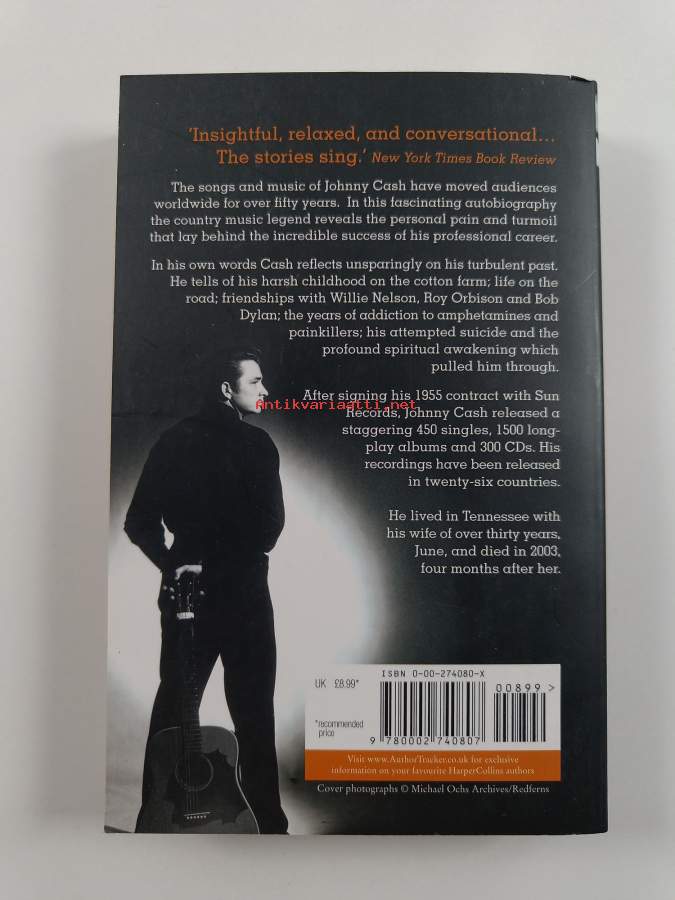 'Insightful, relaxed, and conversational...
The stories sing.' New York Times Book Review
The songs and music of Johnny Cash have moved audiences
worldwide for over fifty years. In this fascinating autobiography
the country music legend reveals the personal pain and turmoil
that lay behind the incredible success of his professional career.
In his own words Cash reflects unsparingly on his turbulent past.
He tells of his harsh childhood on the cotton farm; life on the
road; friendships with Willie Nelson, Roy Orbison and Bob
Dylan; the years of addiction to amphetamines and
painkillers; his attempted suicide and the
profound spiritual awakening which
pulled him through.
After signing his 1955 contract with Sun
Antikvariaatti.net
Records, Johnny Cash released a
staggering 450 singles, 1500 long-
play albums and 300 CDs. His
recordings have been released
in twenty-six countries.
He lived in Tennessee with
his wife of over thirty years,
June, and died in 2003,
four months after her.
ISBN 0-00-274080-X
UK £8.99*
00899 >
*recommended
price
9 780002 740807
Visit www.AuthorTracker.co.uk for exclusive
information on your favourite HarperCollins authors
Cover photographs © Michael Ochs Archives/Redferns